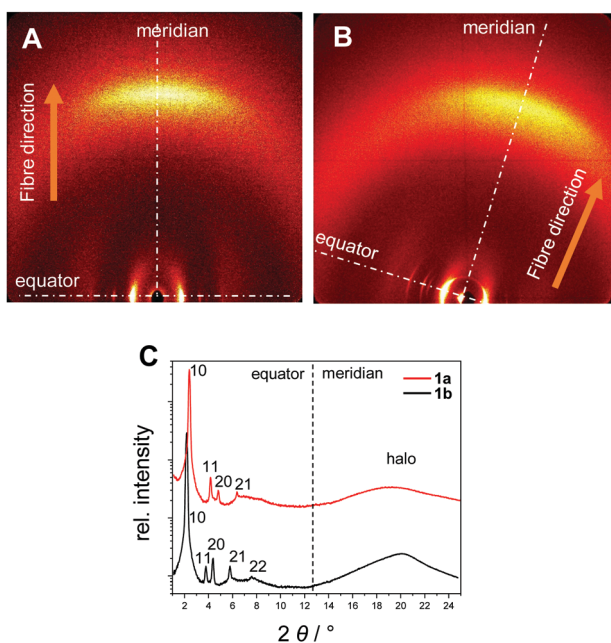 A
meridian
Fibre direction
equator
B
meridian
Fibre direction
equator
C
10
equator
meridian
1a
1b
11
20
21
halo
10
11
20
21
22
rel. intensity
2 4 6 8 10 12 14 16 18 20 22 24
2 θ / °